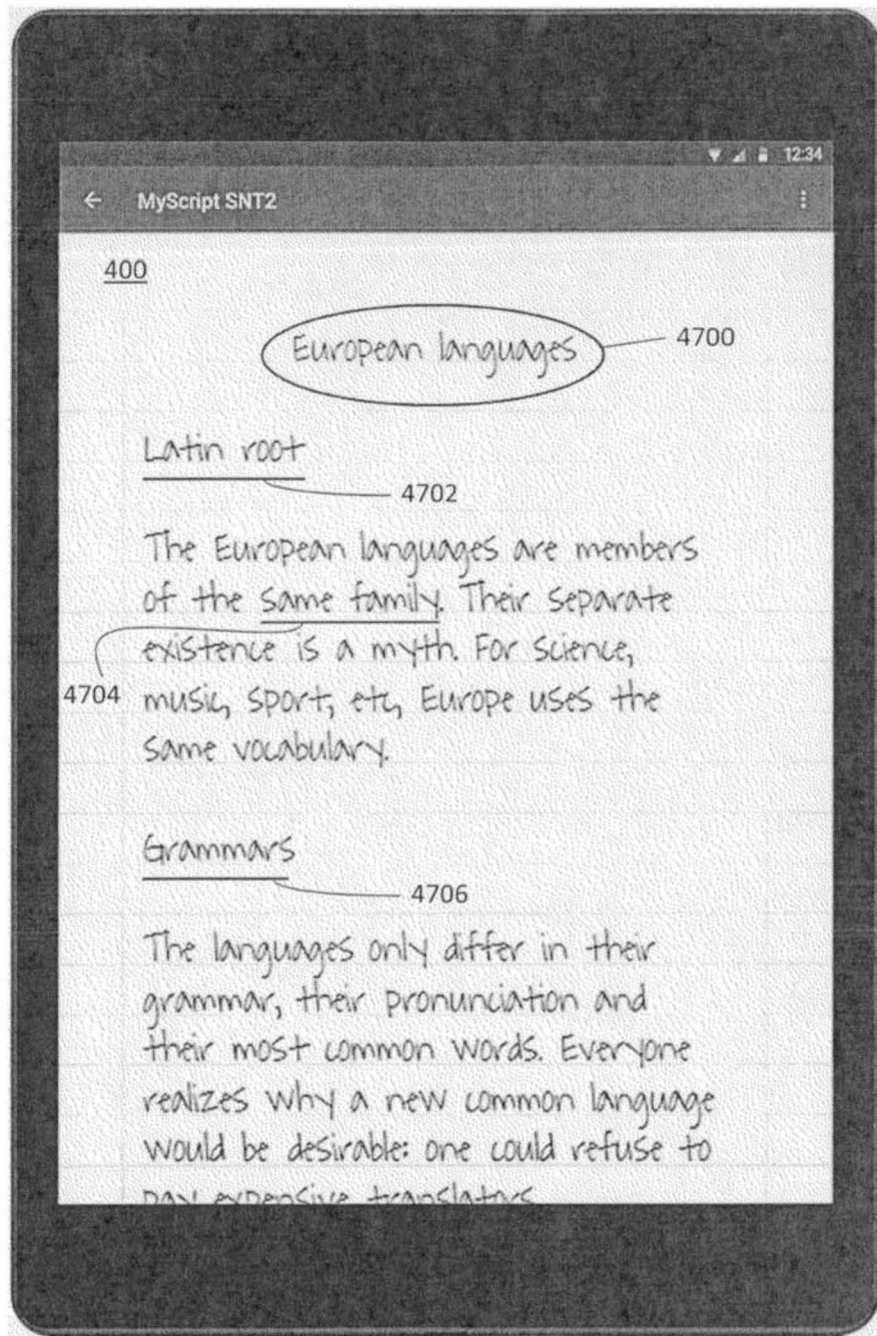 12:34
← MyScript SNT2
400
European languages
4700
Latin root
4702
The European languages are members
of the same family. Their separate
existence is a myth. For science,
4704
music, sport, etc, Europe uses the
same vocabulary.
Grammars
4706
The languages only differ in their
grammar, their pronunciation and
their most common words. Everyone
realizes why a new common language
would be desirable: one could refuse to
pay expensive translators